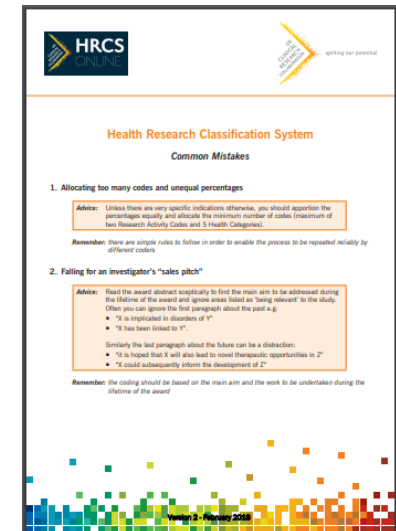 HRCS
ONLINE
UK
CLINICAL
RESEARCH
COLLABORATION
igniting our potential
Health Research Classification System
Common Mistakes
1. Allocating too many codes and unequal percentages
Advice: Unless there are very specific indications otherwise, you should apportion the
percentages equally and allocate the minimum number of codes (maximum of
two Research Activity Codes and 5 Health Categories).
Remember: there are simple rules to follow in order to enable the process to be repeated reliably by
different coders
2. Falling for an investigator's "sales pitch"
Advice: Read the award abstract sceptically to find the main aim to be addressed during
the lifetime of the award and ignore areas listed as 'being relevant' to the study.
Often you can ignore the first paragraph about the past e.g.
• "X is implicated in disorders of Y"
• "X has been linked to Y".
Similarly the last paragraph about the future can be a distraction:
• "it is hoped that X will also lead to novel therapeutic opportunities in Z"
• "X could subsequently inform the development of Z"
Remember: the coding should be based on the main aim and the work to be undertaken during the
lifetime of the award
Version 2 - February 2018